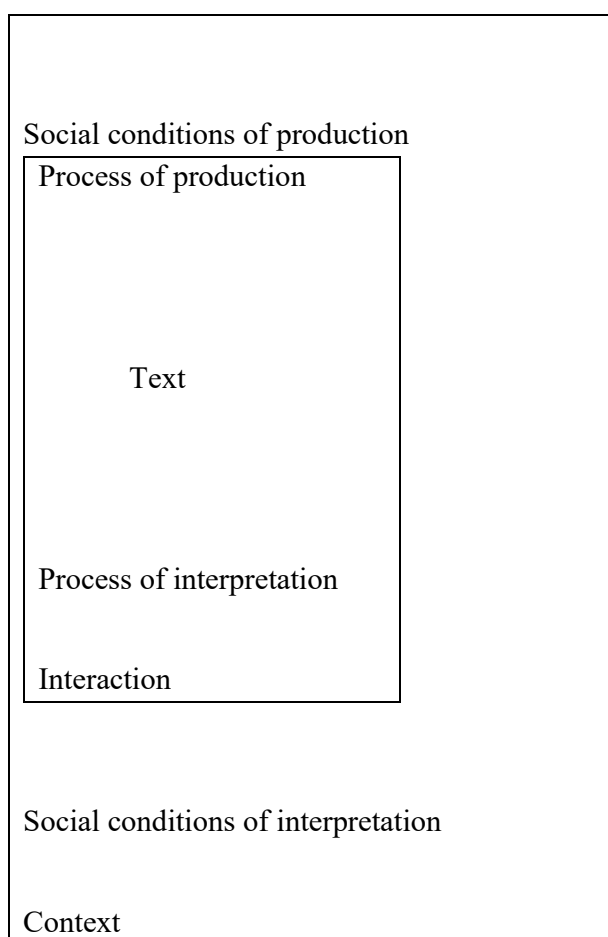 Social conditions of production
Process of production
Text
Process of interpretation
Interaction
Social conditions of interpretation
Context